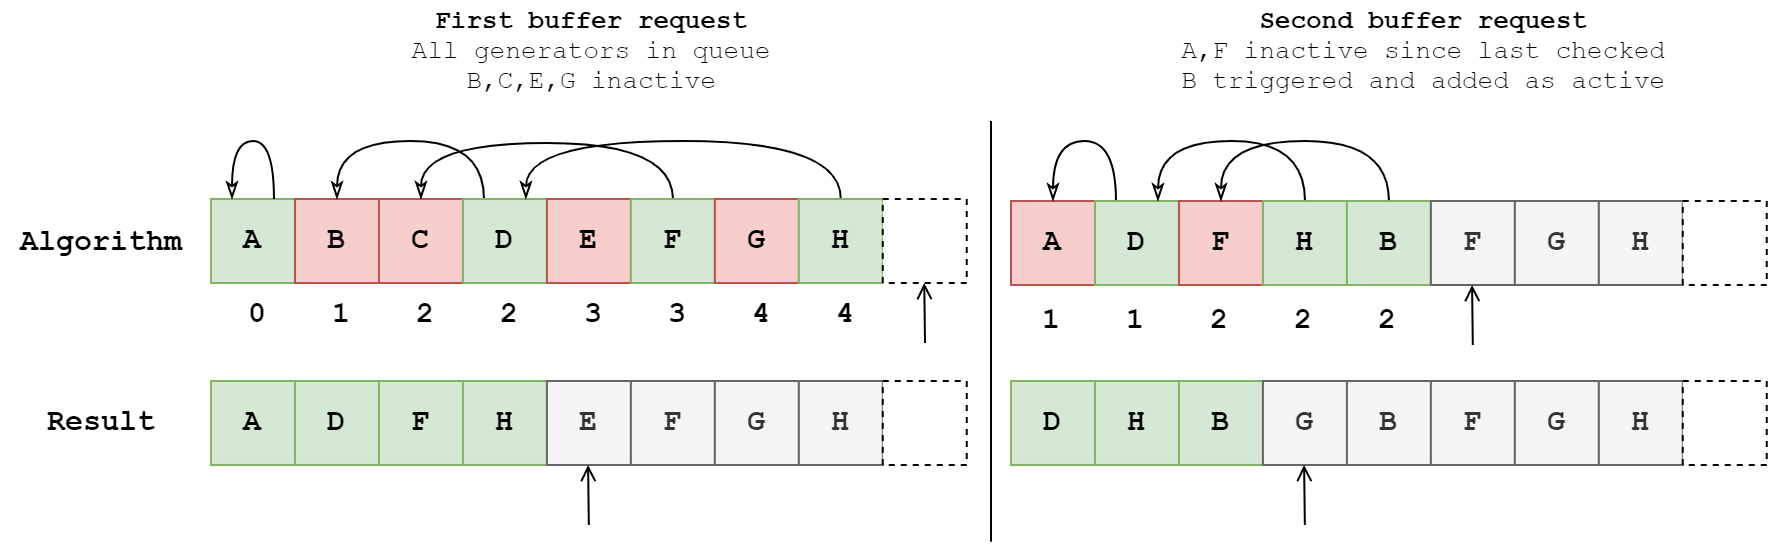 First buffer request
All generators in queue
B,C,E,G inactive
Second buffer request
A,F inactive since last checked
B triggered and added as active
Algorithm
A B C D E F G H
0 1 2 2 3 3 4 4
A D F H B F G H
1 1 2 2 2
Result
A D F H E F G H
D H B G B F G H